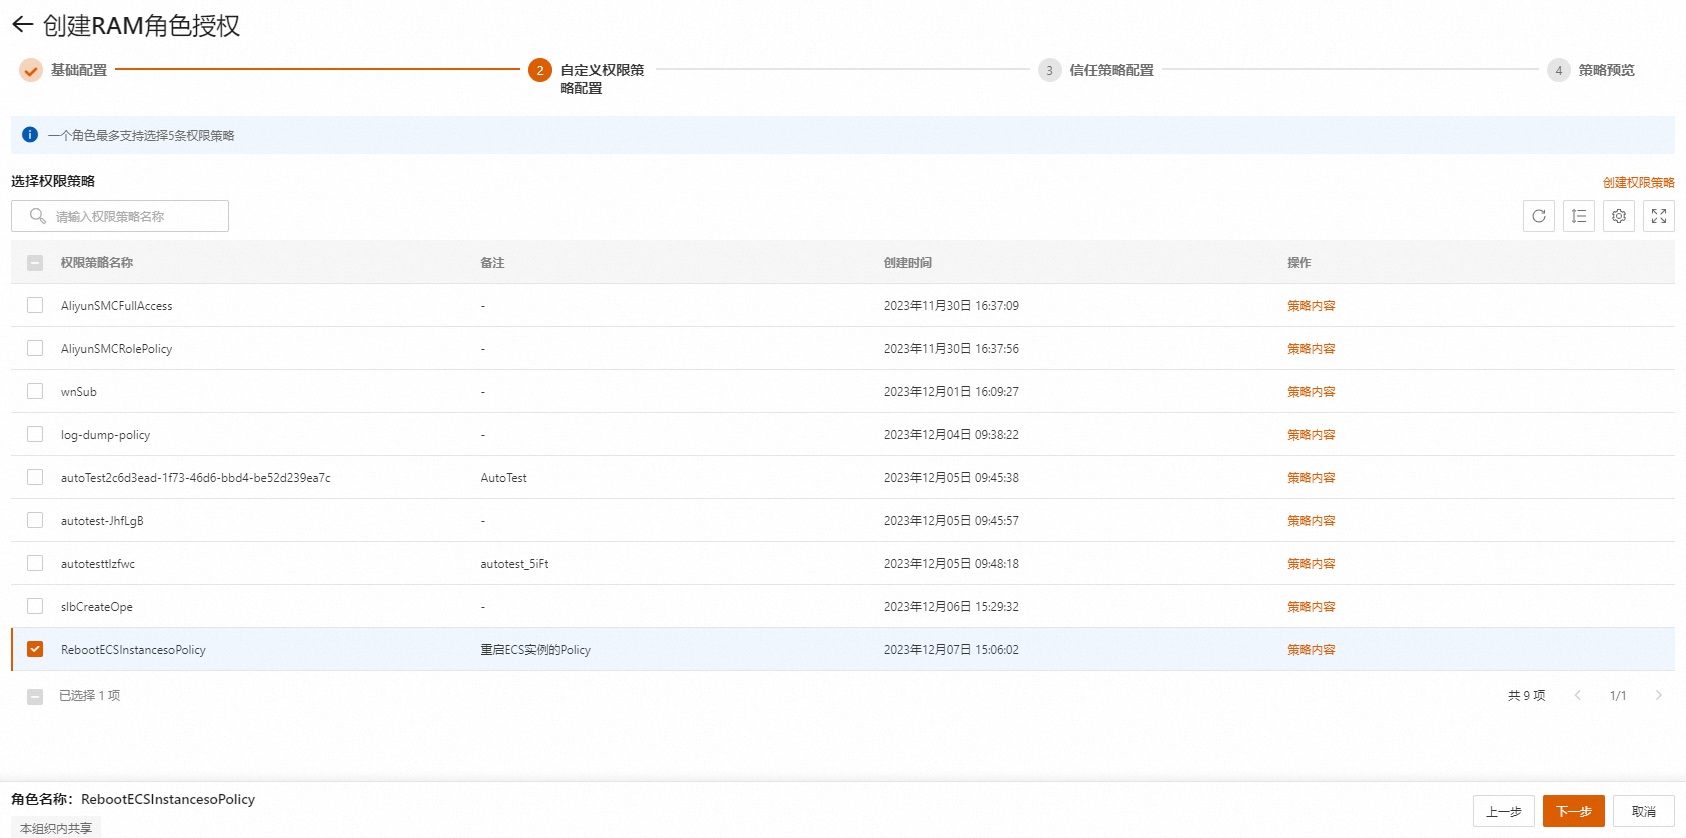 创建RAM角色授权
基础配置
2
自定义权限策
略配置
3
信任策略配置
4
策略预览
一个角色最多支持选择5条权限策略
选择权限策略
创建权限策略
请输入权限策略名称
权限策略名称 备注 创建时间 操作
AliyunSMCFullAccess - 2023年11月30日 16:37:09 策略内容
AliyunSMCRolePolicy - 2023年11月30日 16:37:56 策略内容
wnSub - 2023年12月01日 16:09:27 策略内容
log-dump-policy - 2023年12月04日 09:38:22 策略内容
autoTest2c6d3ead-1f73-46d6-bbd4-be52d239ea7c AutoTest 2023年12月05日 09:45:38 策略内容
autotest-JhfLgB - 2023年12月05日 09:45:57 策略内容
autotesttlzfwc autotest_5iFt 2023年12月05日 09:48:18 策略内容
slbCreateOpe - 2023年12月06日 15:29:32 策略内容
RebootECSInstancesoPolicy 重启ECS实例的Policy 2023年12月07日 15:06:02 策略内容
已选择 1 项 共 9 项 1/1
角色名称：RebootECSInstancesoPolicy
本组织内共享
上一步 下一步 取消